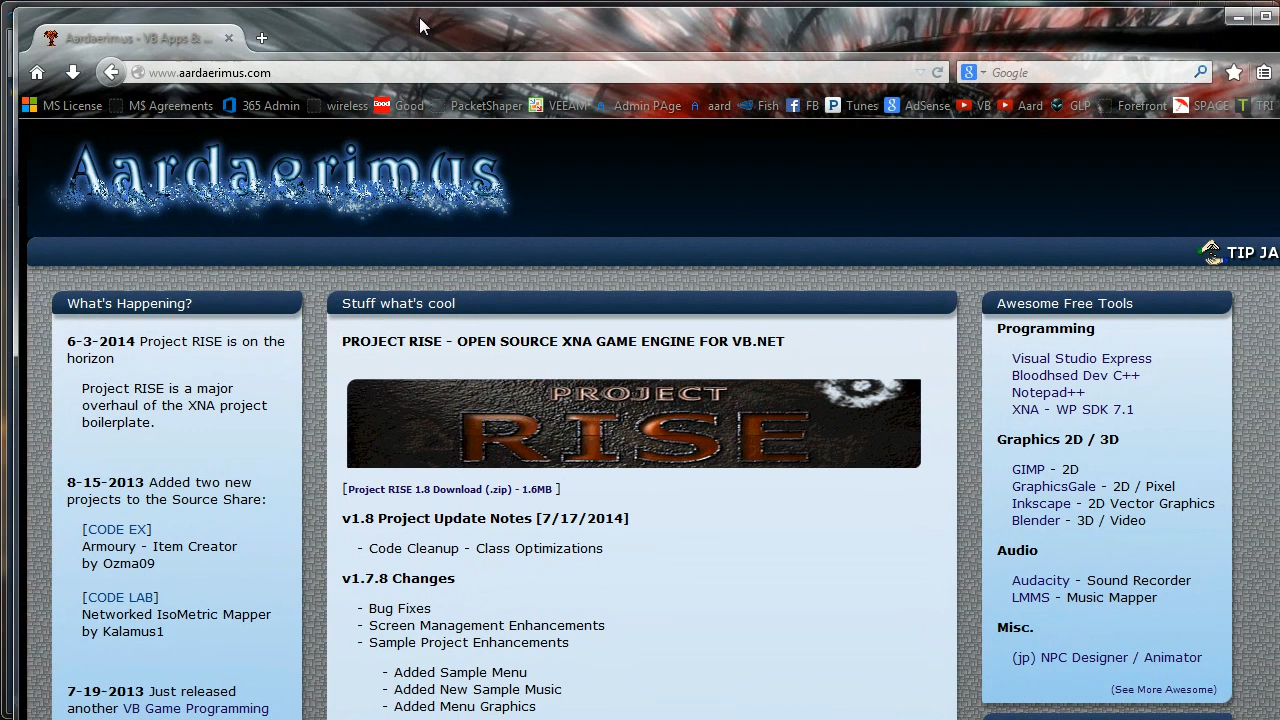 Aardaerimus - VB Apps & ...
www.aardaerimus.com
Google
MS License
M$ Agreements
365 Admin
wireless
Good
Good
PacketShaper
VEEAM
Admin PAge
aard
Fish
FB
Tunes
AdSense
VB
Aard
GLP
Forefront
SPACE
TRI
Aardaerimus
TIP JA
What's Happening?
6-3-2014 Project RISE is on the
horizon
Project RISE is a major
overhaul of the XNA project
boilerplate.
8-15-2013 Added two new
projects to the Source Share:
[CODE EX]
Armoury - Item Creator
by Ozma09
[CODE LAB]
Networked IsoMetric Mapper
by Kalamus1
7-19-2013 Just released
another VB Game Programming
Stuff what's cool
PROJECT RISE - OPEN SOURCE XNA GAME ENGINE FOR VB.NET
PROJECT
RISE
[Project RISE 1.8 Download (.zip) - 1.6MB ]
v1.8 Project Update Notes [7/17/2014]
- Code Cleanup - Class Optimizations
v1.7.8 Changes
- Bug Fixes
- Screen Management Enhancements
- Sample Project Enhancements
- Added Sample Menu
- Added New Sample Music
- Added Menu Graphics
Awesome Free Tools
Programming
Visual Studio Express
Bloodhsed Dev C++
Notepad++
XNA - WP SDK 7.1
Graphics 2D / 3D
GIMP - 2D
GraphicsGale - 2D / Pixel
Inkscape - 2D Vector Graphics
Blender - 3D / Video
Audio
Audacity - Sound Recorder
LMMS - Music Mapper
Misc.
(jp) NPC Designer / Animator
(See More Awesome)